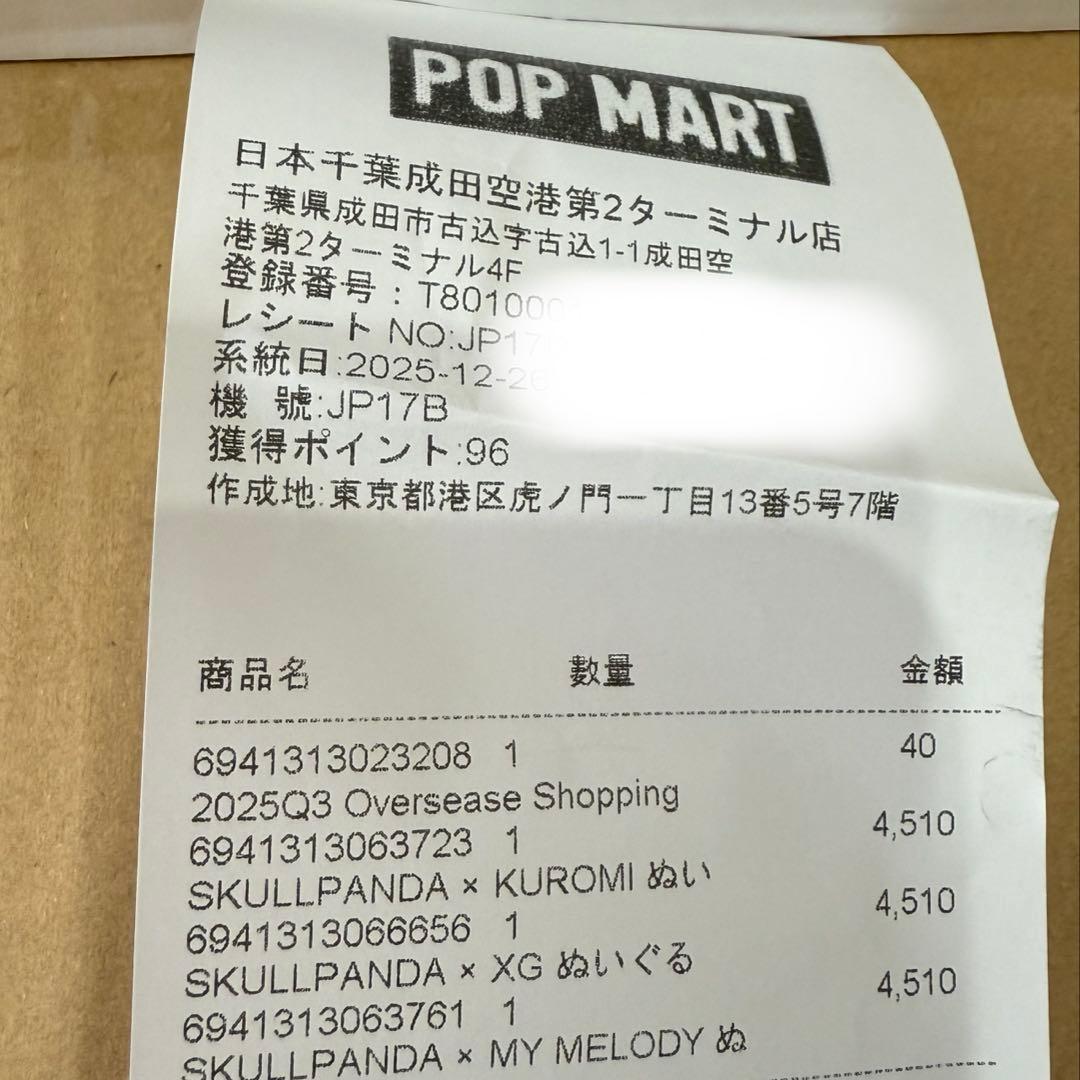 POP MART
日本千葉成田空港第2ターミナル店
千葉県成田市古込字古込1-1成田空
港第2ターミナル4F
登録番号:T801000
レシート NO:JP17
系統日:2025-12-26
機 號:JP17B
獲得ポイント:96
作成地:東京都港区虎ノ門一丁目13番5号7階
商品名 數量 金額
6941313023208 1 40
2025Q3 Oversease Shopping
6941313063723 1 4,510
SKULLPANDA × KUROMI ぬい
6941313066656 1 4,510
SKULLPANDA × XG ぬいぐる
6941313063761 1 4,510
SKULLPANDA × MY MELODY ぬ